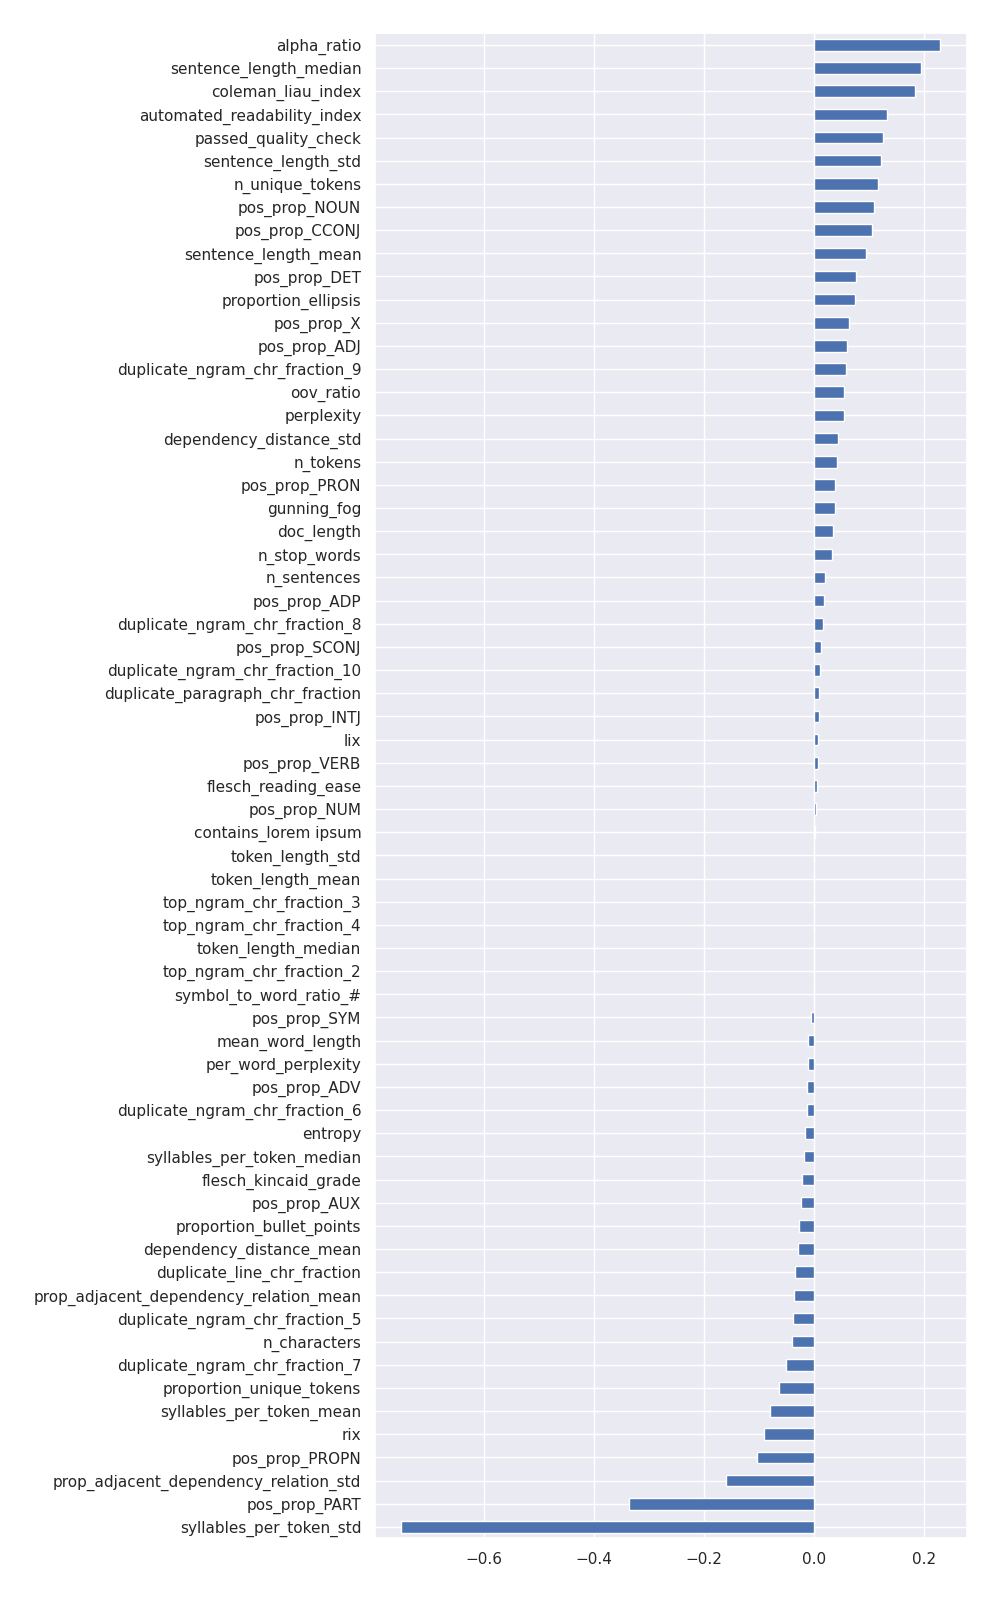 alpha_ratio
sentence_length_median
coleman_liau_index
automated_readability_index
passed_quality_check
sentence_length_std
n_unique_tokens
pos_prop_NOUN
pos_prop_CCONJ
sentence_length_mean
pos_prop_DET
proportion_ellipsis
pos_prop_X
pos_prop_ADJ
duplicate_ngram_chr_fraction_9
oov_ratio
perplexity
dependency_distance_std
n_tokens
pos_prop_PRON
gunning_fog
doc_length
n_stop_words
n_sentences
pos_prop_ADP
duplicate_ngram_chr_fraction_8
pos_prop_SCONJ
duplicate_ngram_chr_fraction_10
duplicate_paragraph_chr_fraction
pos_prop_INTJ
lix
pos_prop_VERB
flesch_reading_ease
pos_prop_NUM
contains_lorem ipsum
token_length_std
token_length_mean
top_ngram_chr_fraction_3
top_ngram_chr_fraction_4
token_length_median
top_ngram_chr_fraction_2
symbol_to_word_ratio_#
pos_prop_SYM
mean_word_length
per_word_perplexity
pos_prop_ADV
duplicate_ngram_chr_fraction_6
entropy
syllables_per_token_median
flesch_kincaid_grade
pos_prop_AUX
proportion_bullet_points
dependency_distance_mean
duplicate_line_chr_fraction
prop_adjacent_dependency_relation_mean
duplicate_ngram_chr_fraction_5
n_characters
duplicate_ngram_chr_fraction_7
proportion_unique_tokens
syllables_per_token_mean
rix
pos_prop_PROPN
prop_adjacent_dependency_relation_std
pos_prop_PART
syllables_per_token_std
−0.6 −0.4 −0.2 0.0 0.2